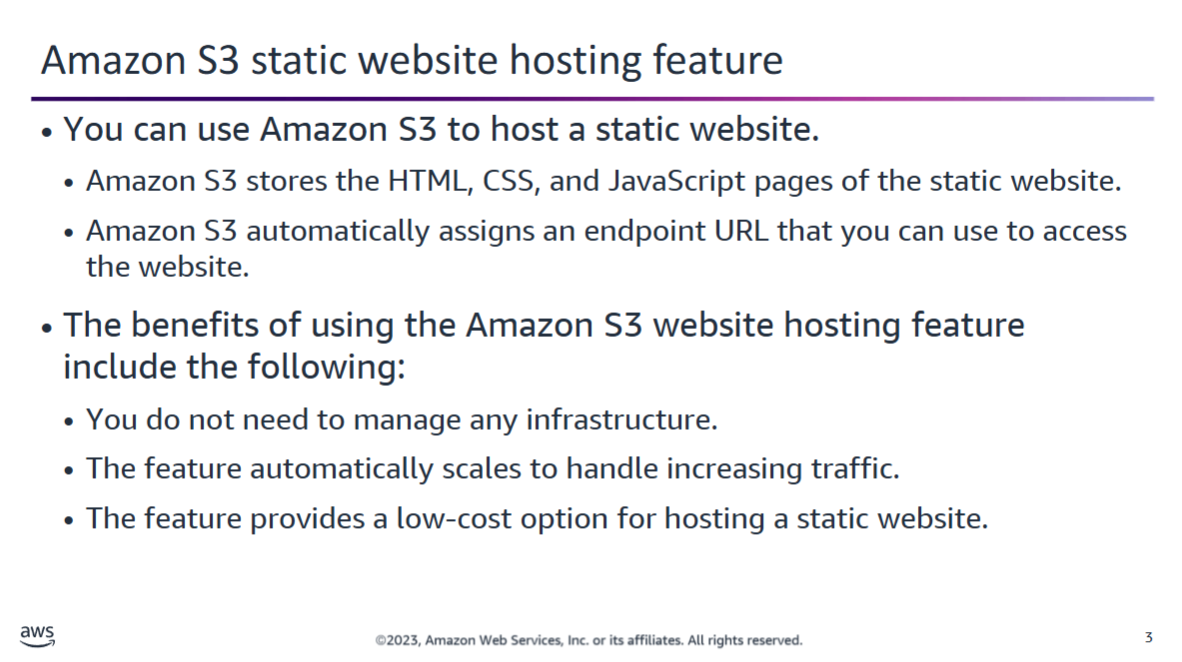 Amazon S3 static website hosting feature
• You can use Amazon S3 to host a static website.
• Amazon S3 stores the HTML, CSS, and JavaScript pages of the static website.
• Amazon S3 automatically assigns an endpoint URL that you can use to access
the website.
• The benefits of using the Amazon S3 website hosting feature
include the following:
• You do not need to manage any infrastructure.
• The feature automatically scales to handle increasing traffic.
• The feature provides a low-cost option for hosting a static website.
aws
©2023, Amazon Web Services, Inc. or its affiliates. All rights reserved.
3